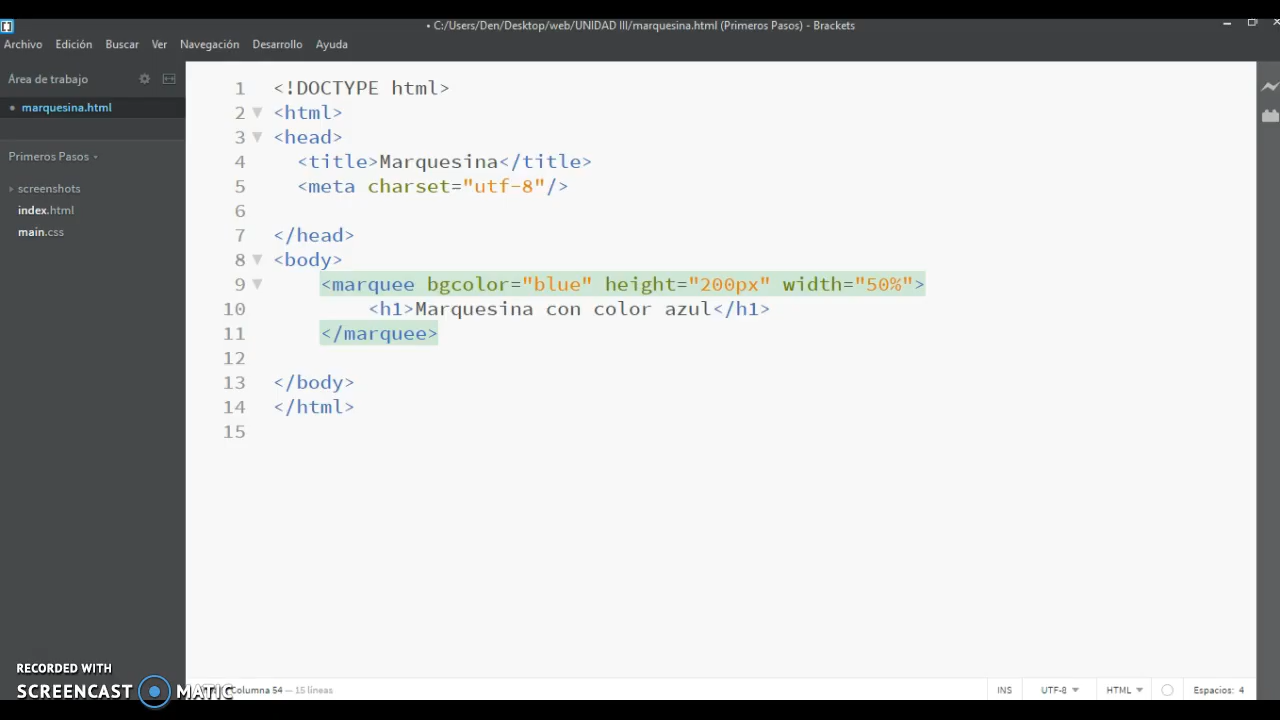 • C:/Users/Den/Desktop/web/UNIDAD III/marquesina.html (Primeros Pasos) - Brackets
Archivo Edición Buscar Ver Navegación Desarrollo Ayuda
Área de trabajo
• marquesina.html
Primeros Pasos
screenshots
index.html
main.css
1 <!DOCTYPE html>
2 <html>
3 <head>
4 <title>Marquesina</title>
5 <meta charset="utf-8"/>
6
7 </head>
8 <body>
9 <marquee bgcolor="blue" height="200px" width="50%">
10 <h1>Marquesina con color azul</h1>
11 </marquee>
12
13 </body>
14 </html>
15
RECORDED WITH
SCREENCAST MATIC
Columna 54 — 15 líneas INS UTF-8 HTML Espacios: 4